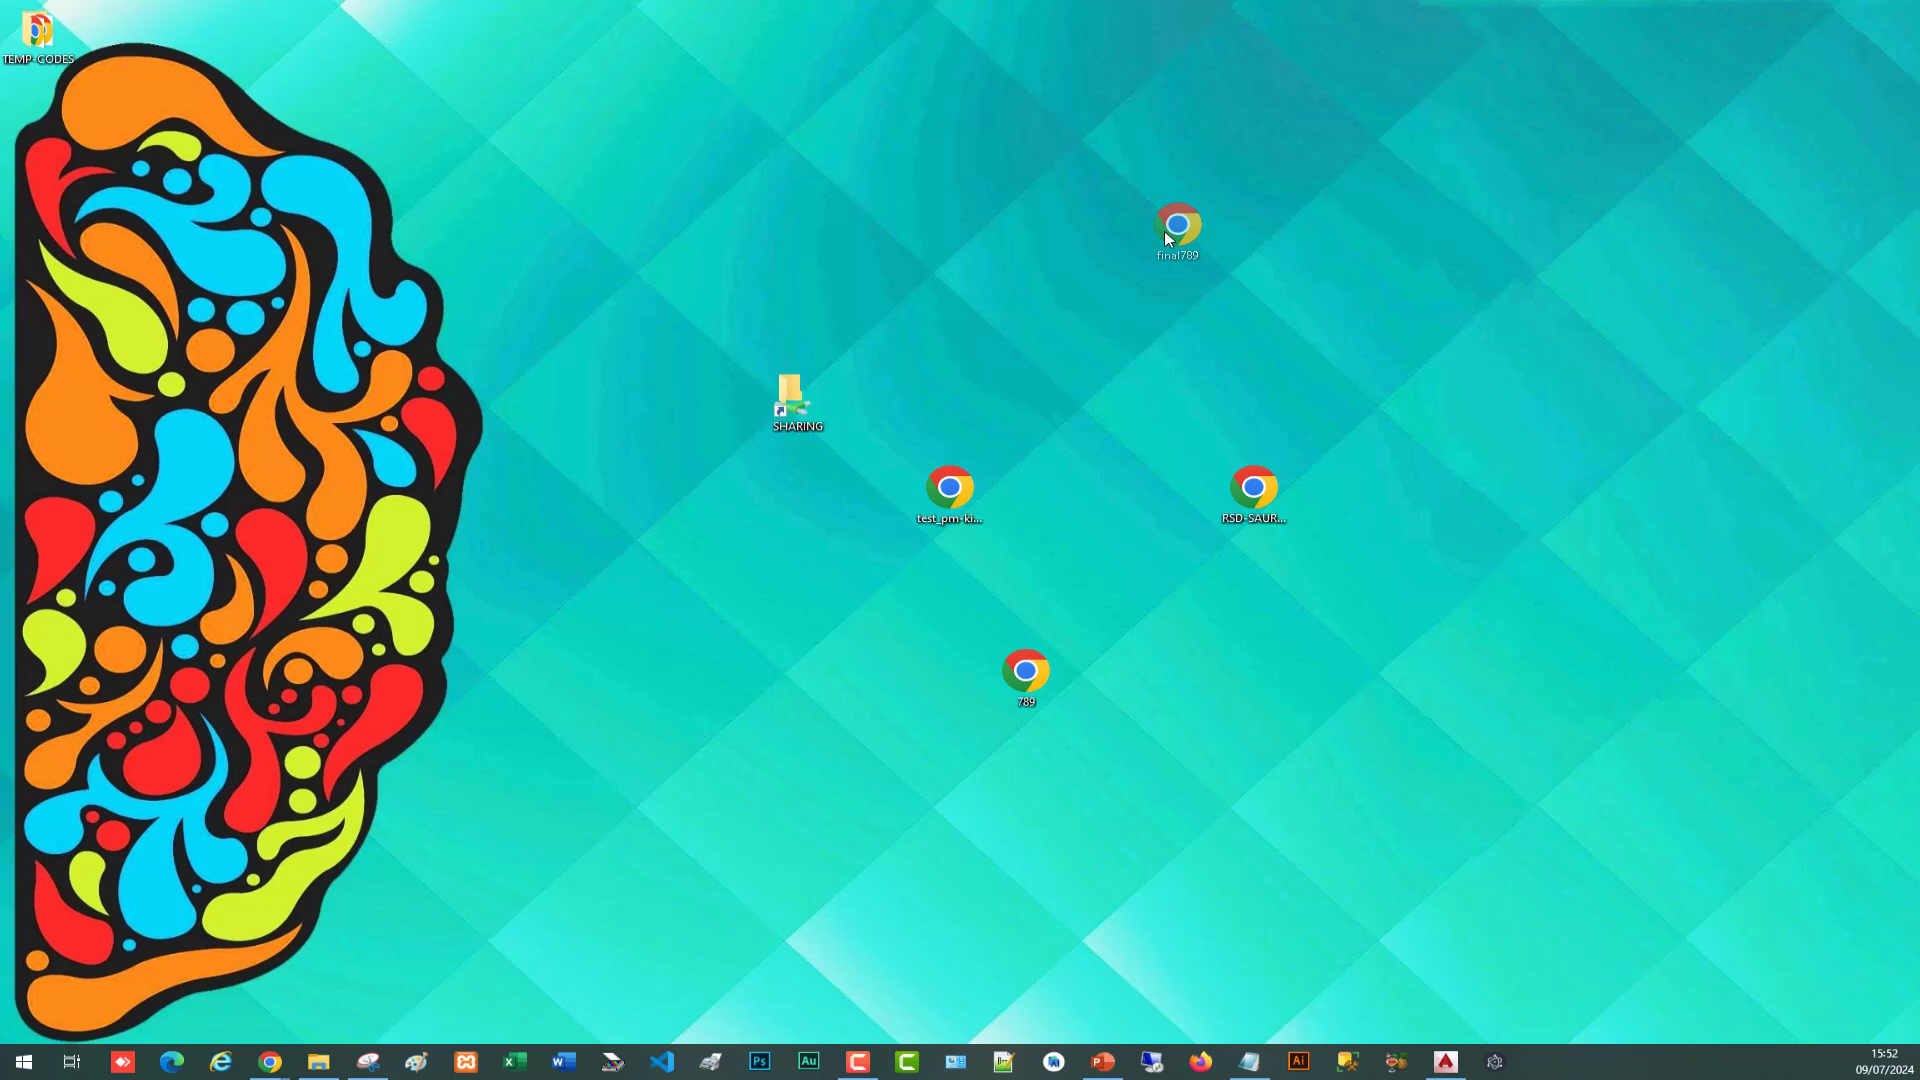 TEMP-CODES
final789
SHARING
test_pm-ki...
RSD-SAUR...
789
Ps
Au
Ai
15:52
09/07/2024